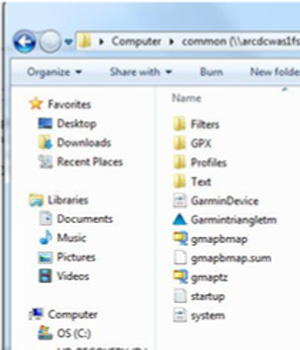 Computer ▸ common (\\arcdcwas1fs
Organize Share with Burn New folde
Favorites
Desktop
Downloads
Recent Places
Libraries
Documents
Music
Pictures
Videos
Computer
OS (C:)
Name
Filters
GPX
Profiles
Text
GarminDevice
Garmintriangletm
gmapbmap
gmapbmap.sum
gmaptz
startup
system